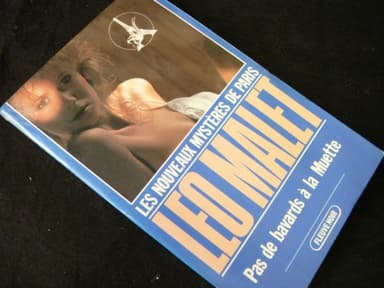 LES NOUVEAUX MYSTÈRES DE PARIS
LEO MALET
Pas de bavards à la Muette
FLEUVE NOIR